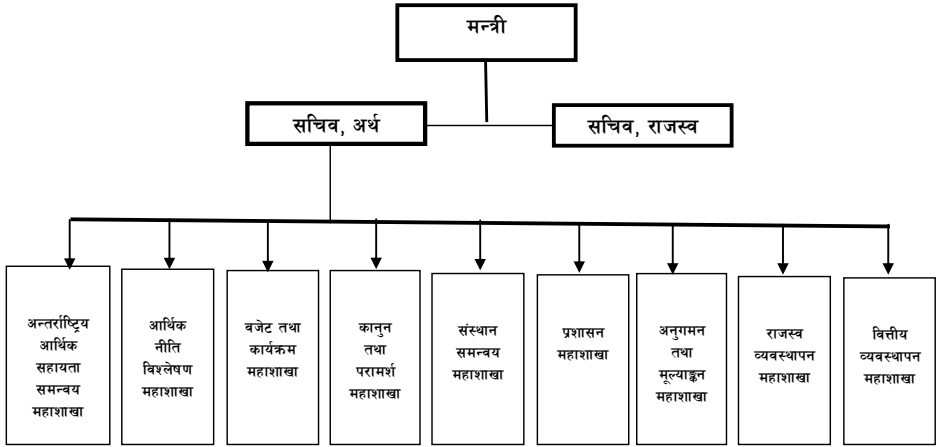 मन्त्री
सचिव, अर्थ
सचिव, राजस्व
अन्तर्राष्ट्रिय
आर्थिक
सहायता
समन्वय
महाशाखा
आर्थिक
नीति
विश्लेषण
महाशाखा
वजेट तथा
कार्यक्रम
महाशाखा
कानुन
तथा
परामर्श
महाशाखा
संस्थान
समन्वय
महाशाखा
प्रशासन
महाशाखा
अनुगमन
तथा
मूल्याङ्कन
महाशाखा
राजस्व
व्यवस्थापन
महाशाखा
वित्तीय
व्यवस्थापन
महाशाखा